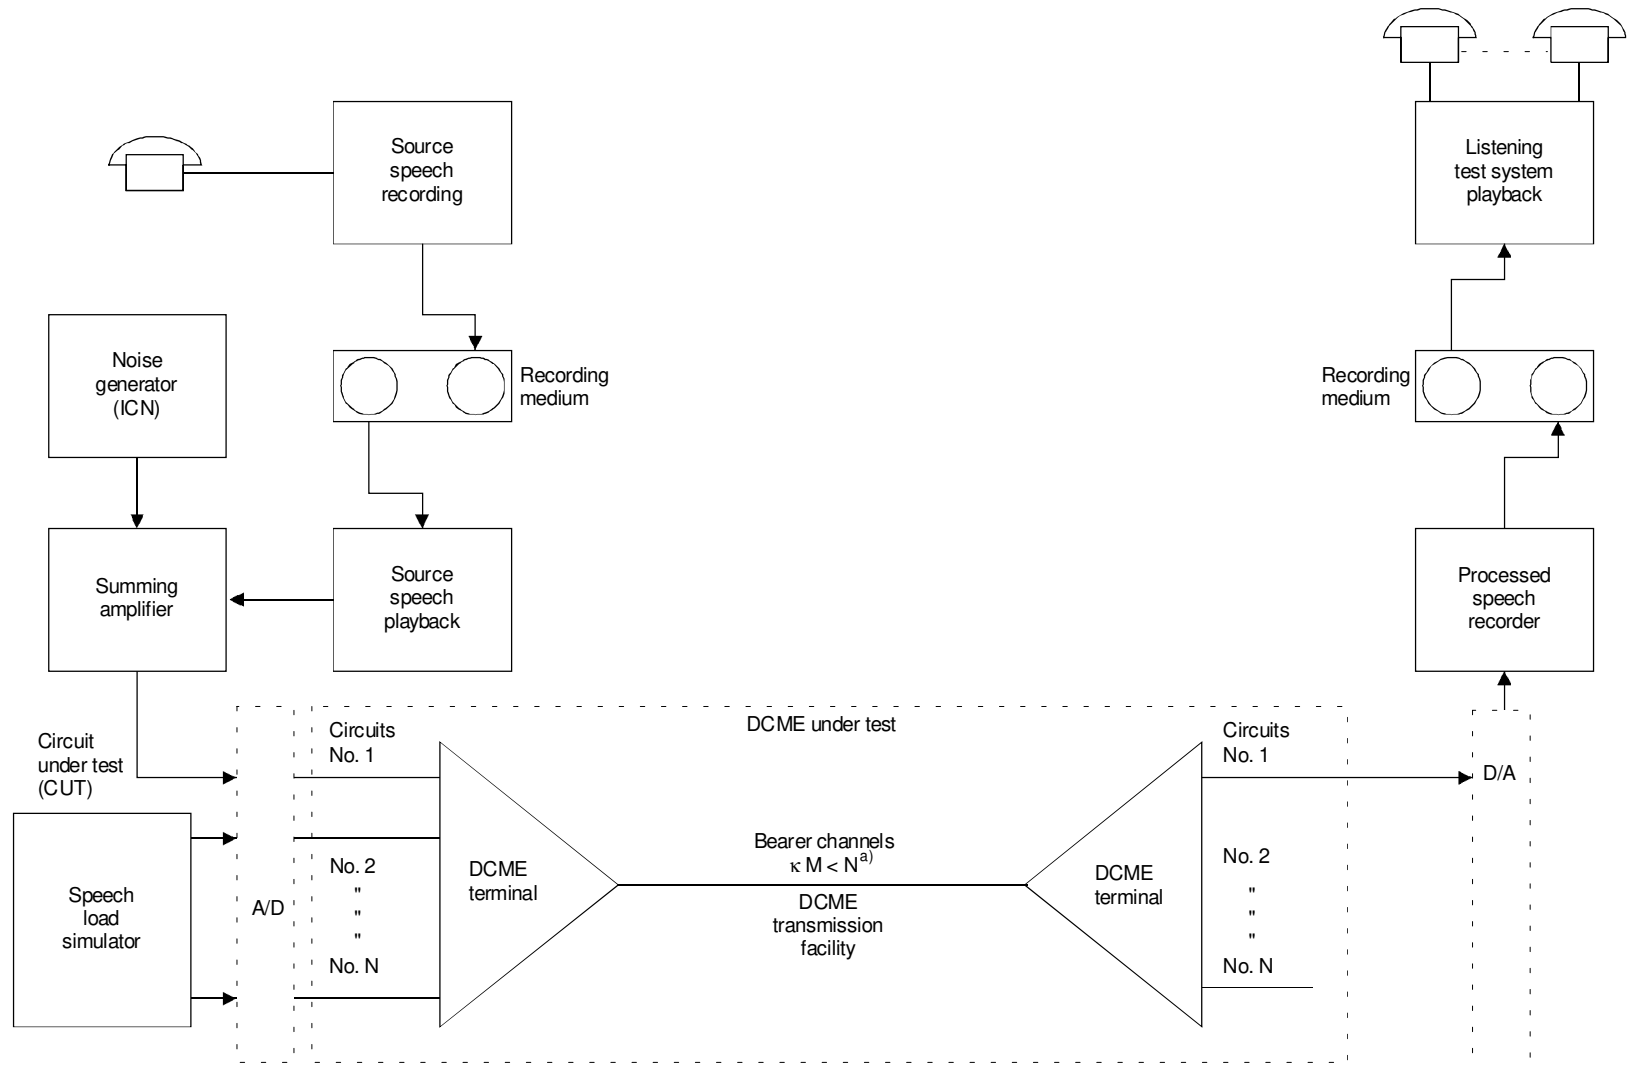 Source
speech
recording
Listening
test system
playback
Noise
generator
(ICN)
Recording
medium
Recording
medium
Summing
amplifier
Source
speech
playback
Processed
speech
recorder
DCME under test
Circuit
under test
(CUT)
Circuits
No. 1
Circuits
No. 1
D/A
Speech
load
simulator
A/D
No. 2
"
"
"
No. N
DCME
terminal
Bearer channels
κ M < Nᵃ⁾
DCME
transmission
facility
DCME
terminal
No. 2
"
"
"
No. N